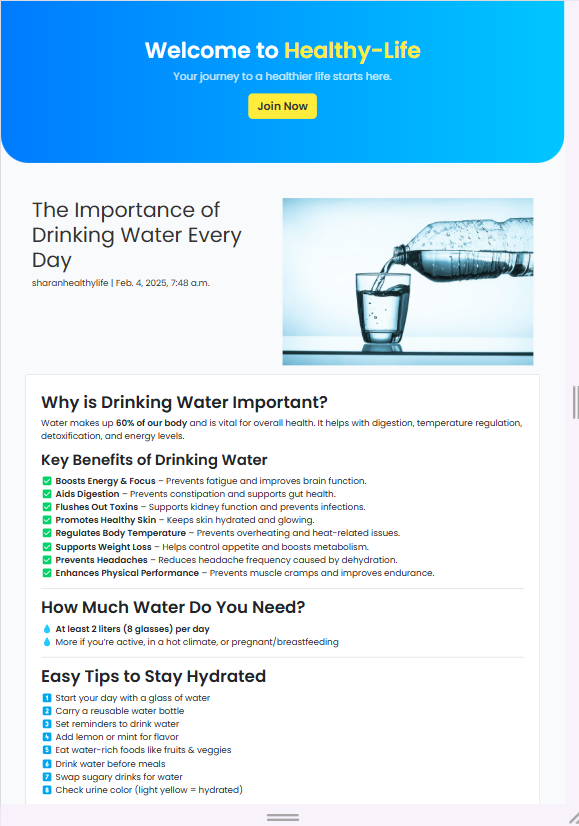 Welcome to Healthy-Life
Your journey to a healthier life starts here.
Join Now
The Importance of
Drinking Water Every
Day
sharanhealthylife | Feb. 4, 2025, 7:48 a.m.
Why is Drinking Water Important?
Water makes up 60% of our body and is vital for overall health. It helps with digestion, temperature regulation,
detoxification, and energy levels.
Key Benefits of Drinking Water
✅ Boosts Energy & Focus – Prevents fatigue and improves brain function.
✅ Aids Digestion – Prevents constipation and supports gut health.
✅ Flushes Out Toxins – Supports kidney function and prevents infections.
✅ Promotes Healthy Skin – Keeps skin hydrated and glowing.
✅ Regulates Body Temperature – Prevents overheating and heat-related issues.
✅ Supports Weight Loss – Helps control appetite and boosts metabolism.
✅ Prevents Headaches – Reduces headache frequency caused by dehydration.
✅ Enhances Physical Performance – Prevents muscle cramps and improves endurance.
How Much Water Do You Need?
💧 At least 2 liters (8 glasses) per day
💧 More if you're active, in a hot climate, or pregnant/breastfeeding
Easy Tips to Stay Hydrated
1️⃣ Start your day with a glass of water
2️⃣ Carry a reusable water bottle
3️⃣ Set reminders to drink water
4️⃣ Add lemon or mint for flavor
5️⃣ Eat water-rich foods like fruits & veggies
6️⃣ Drink water before meals
7️⃣ Swap sugary drinks for water
8️⃣ Check urine color (light yellow = hydrated)